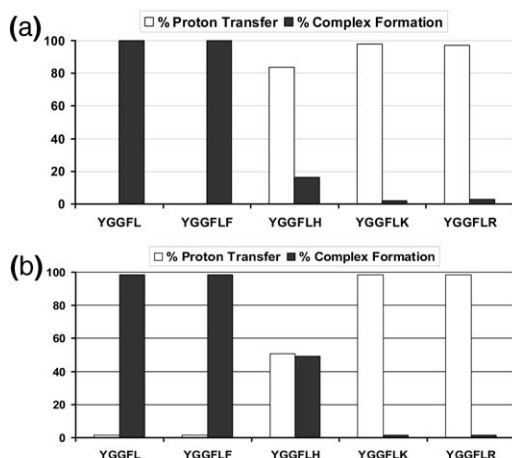 (a)
% Proton Transfer % Complex Formation
100
80
60
40
20
0
YGGFL YGGFLF YGGFLH YGGFLK YGGFLR
(b)
% Proton Transfer % Complex Formation
100
80
60
40
20
0
YGGFL YGGFLF YGGFLH YGGFLK YGGFLR